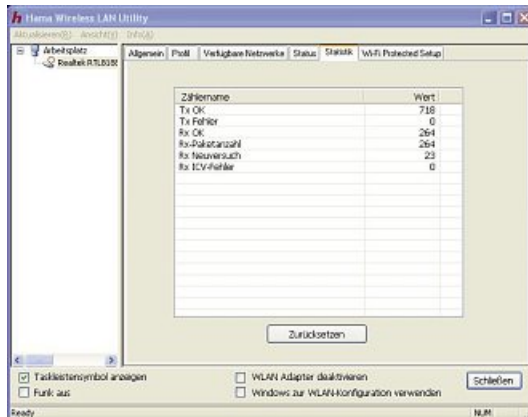 Hama Wireless LAN Utility
Aktualisieren(R) Ansicht(V) Info(A)
Arbeitsplatz
Realtek RTL8188
Allgemein Profil Verfügbare Netzwerke Status Statistik Wi-Fi Protected Setup
Zählername Wert
Tx OK 718
Tx Fehler 0
Rx OK 264
Rx-Paketanzahl 264
Rx Neuversuch 23
Rx ICV-Fehler 0
Zurücksetzen
Taskleistensymbol anzeigen
WLAN Adapter deaktivieren
Funk aus
Windows zur WLAN-Konfiguration verwenden
Schließen
Ready NUM